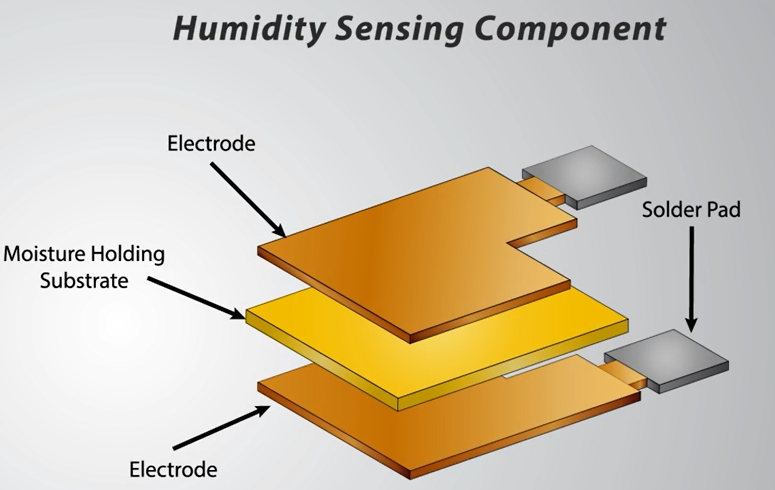 Humidity Sensing Component
Electrode
Solder Pad
Moisture Holding
Substrate
Electrode